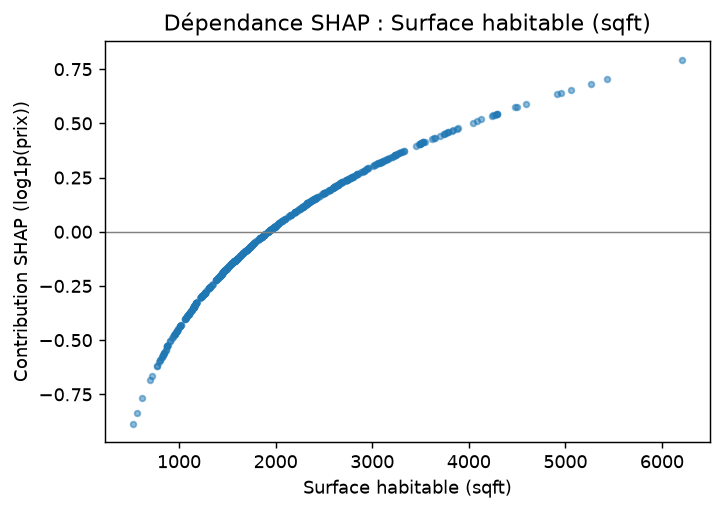 Dépendance SHAP : Surface habitable (sqft)
Contribution SHAP (log1p(prix))
0.75
0.50
0.25
0.00
−0.25
−0.50
−0.75
1000 2000 3000 4000 5000 6000
Surface habitable (sqft)